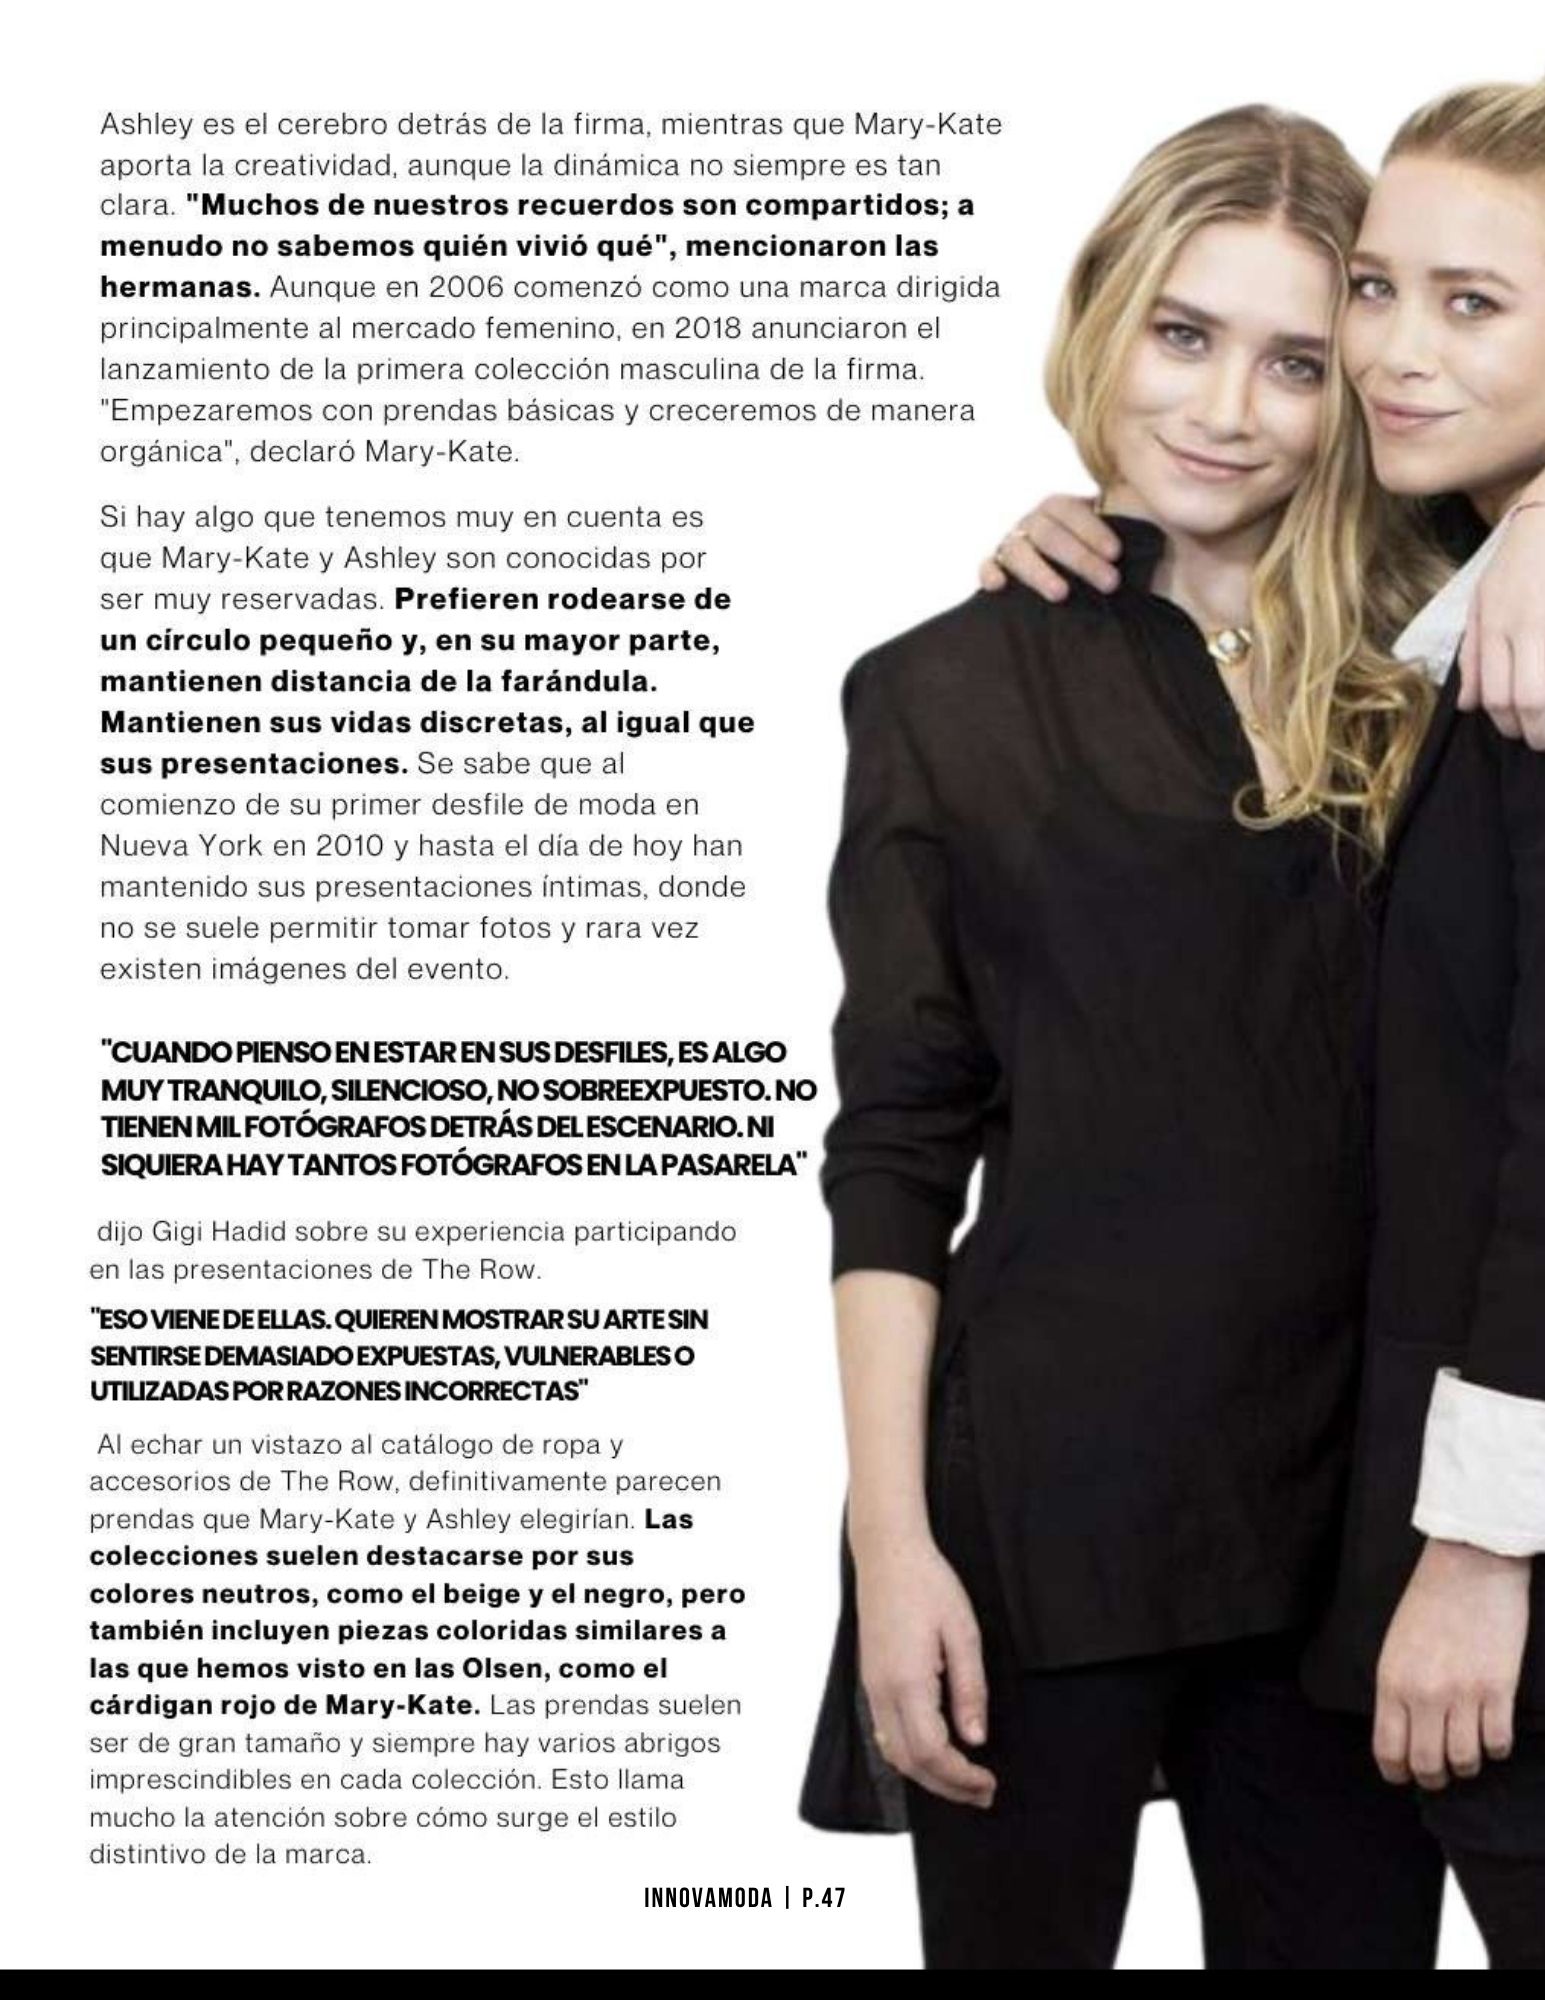 Ashley es el cerebro detrás de la firma, mientras que Mary-Kate
aporta la creatividad, aunque la dinámica no siempre es tan
clara. "Muchos de nuestros recuerdos son compartidos; a
menudo no sabemos quién vivió qué", mencionaron las
hermanas. Aunque en 2006 comenzó como una marca dirigida
principalmente al mercado femenino, en 2018 anunciaron el
lanzamiento de la primera colección masculina de la firma.
"Empezaremos con prendas básicas y creceremos de manera
orgánica", declaró Mary-Kate.
Si hay algo que tenemos muy en cuenta es
que Mary-Kate y Ashley son conocidas por
ser muy reservadas. Prefieren rodearse de
un círculo pequeño y, en su mayor parte,
mantienen distancia de la farándula.
Mantienen sus vidas discretas, al igual que
sus presentaciones. Se sabe que al
comienzo de su primer desfile de moda en
Nueva York en 2010 y hasta el día de hoy han
mantenido sus presentaciones íntimas, donde
no se suele permitir tomar fotos y rara vez
existen imágenes del evento.
"CUANDO PIENSO EN ESTAR EN SUS DESFILES, ES ALGO
MUY TRANQUILO, SILENCIOSO, NO SOBREEXPUESTO. NO
TIENEN MIL FOTÓGRAFOS DETRÁS DEL ESCENARIO. NI
SIQUIERA HAY TANTOS FOTÓGRAFOS EN LA PASARELA"
dijo Gigi Hadid sobre su experiencia participando
en las presentaciones de The Row.
"ESO VIENE DE ELLAS. QUIEREN MOSTRAR SU ARTE SIN
SENTIRSE DEMASIADO EXPUESTAS, VULNERABLES O
UTILIZADAS POR RAZONES INCORRECTAS"
Al echar un vistazo al catálogo de ropa y
accesorios de The Row, definitivamente parecen
prendas que Mary-Kate y Ashley elegirían. Las
colecciones suelen destacarse por sus
colores neutros, como el beige y el negro, pero
también incluyen piezas coloridas similares a
las que hemos visto en las Olsen, como el
cárdigan rojo de Mary-Kate. Las prendas suelen
ser de gran tamaño y siempre hay varios abrigos
imprescindibles en cada colección. Esto llama
mucho la atención sobre cómo surge el estilo
distintivo de la marca.
INNOVAMODA | P.47